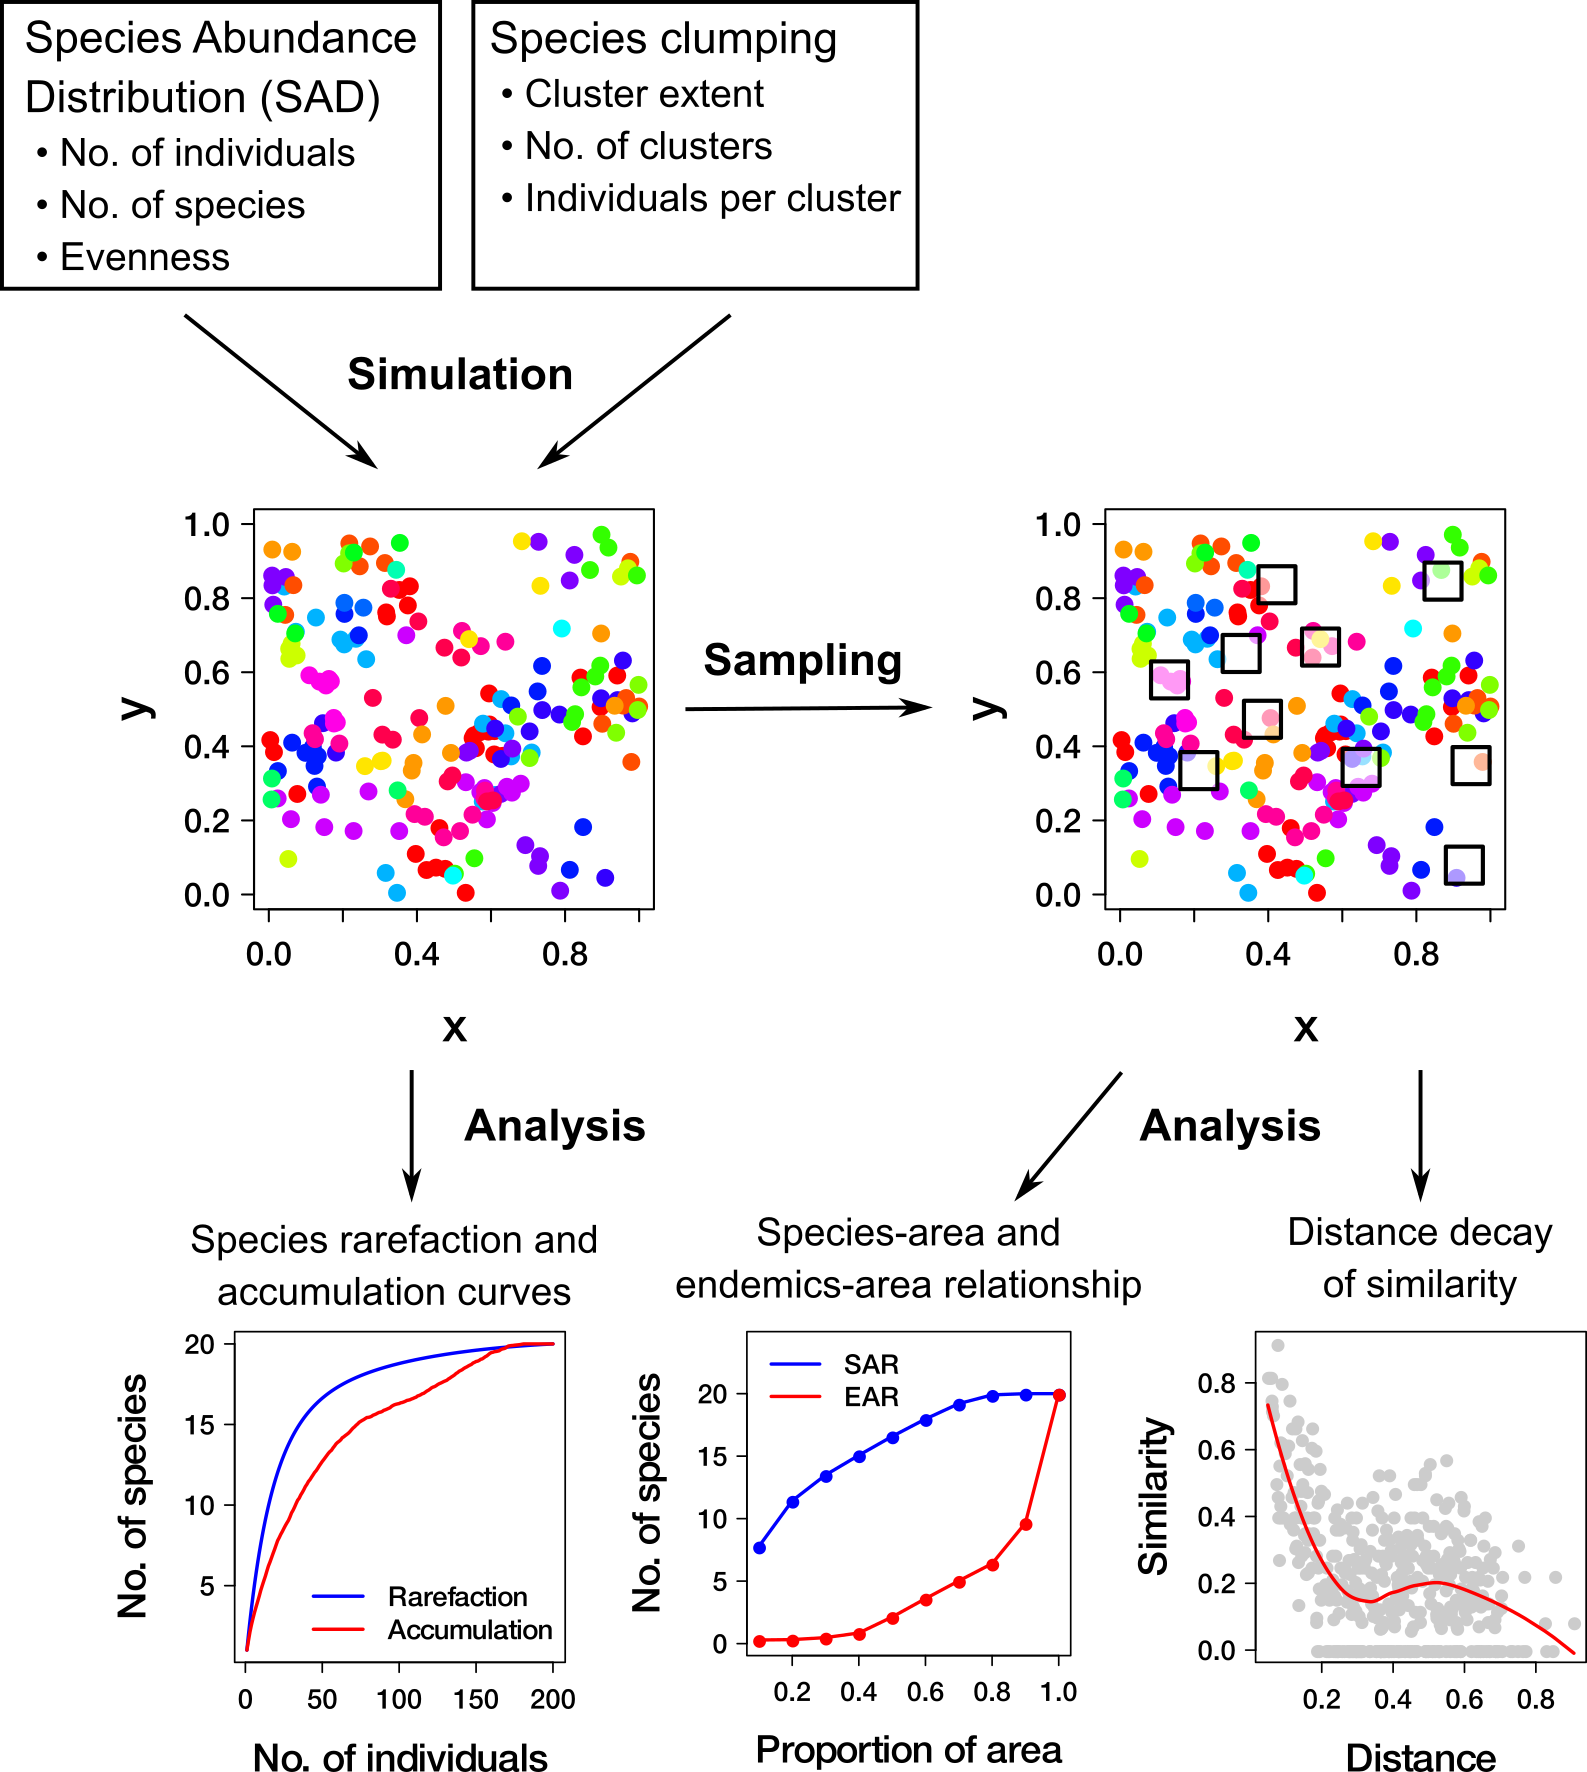 Species Abundance
Distribution (SAD)
• No. of individuals
• No. of species
• Evenness
Species clumping
• Cluster extent
• No. of clusters
• Individuals per cluster
Simulation
1.0
0.8
0.6
0.4
0.2
0.0
y
0.0 0.4 0.8
x
Sampling
1.0
0.8
0.6
0.4
0.2
0.0
y
0.0 0.4 0.8
x
Analysis
Analysis
Species rarefaction and
accumulation curves
20
15
10
5
No. of species
Rarefaction
Accumulation
0 50 100 150 200
No. of individuals
Species-area and
endemics-area relationship
SAR
EAR
20
15
10
5
0
No. of species
0.2 0.4 0.6 0.8 1.0
Proportion of area
Distance decay
of similarity
0.8
0.6
0.4
0.2
0.0
Similarity
0.2 0.4 0.6 0.8
Distance